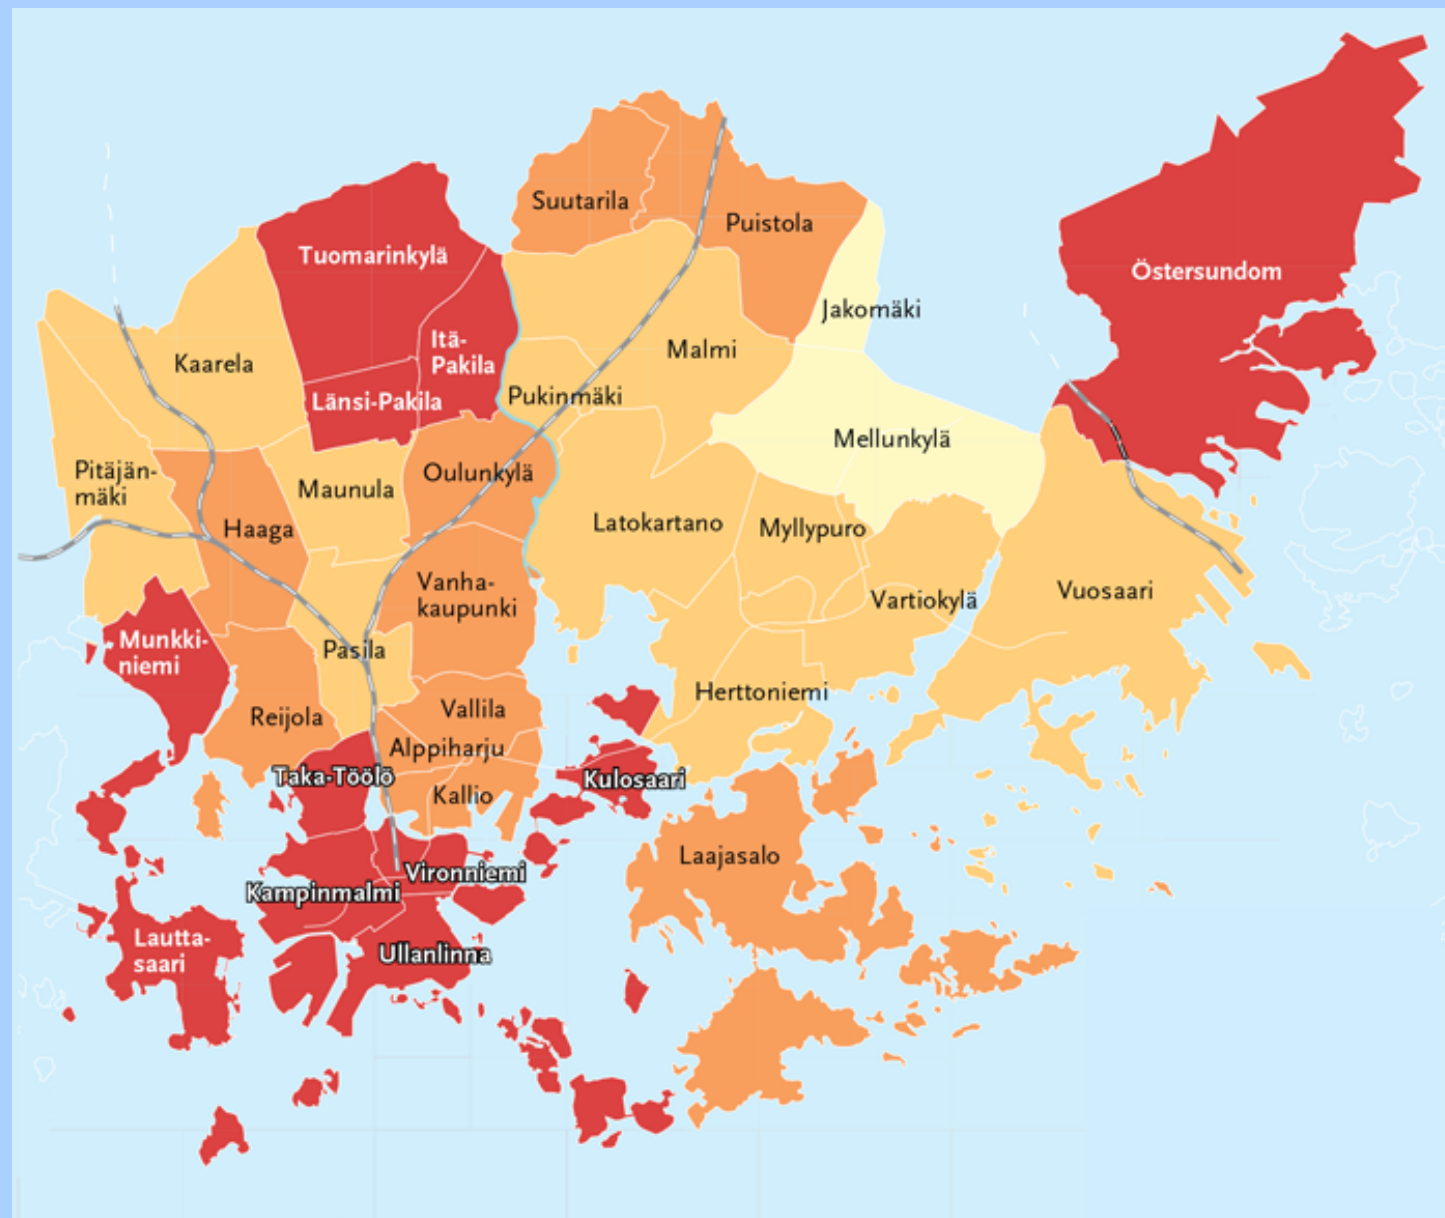 Suutarila
Puistola
Tuomarinkylä
Östersundom
Jakomäki
Itä-
Pakila
Malmi
Kaarela
Pukinmäki
Länsi-Pakila
Mellunkylä
Pitäjän-
mäki
Oulunkylä
Maunula
Haaga
Latokartano
Myllypuro
Vanha-
kaupunki
Vartiokylä
Vuosaari
Munkki-
niemi
Pasila
Herttoniemi
Reijola
Vallila
Alppiharju
Taka-Töölö
Kulosaari
Kallio
Laajasalo
Vironniemi
Kampinmalmi
Lautta-
saari
Ullanlinna